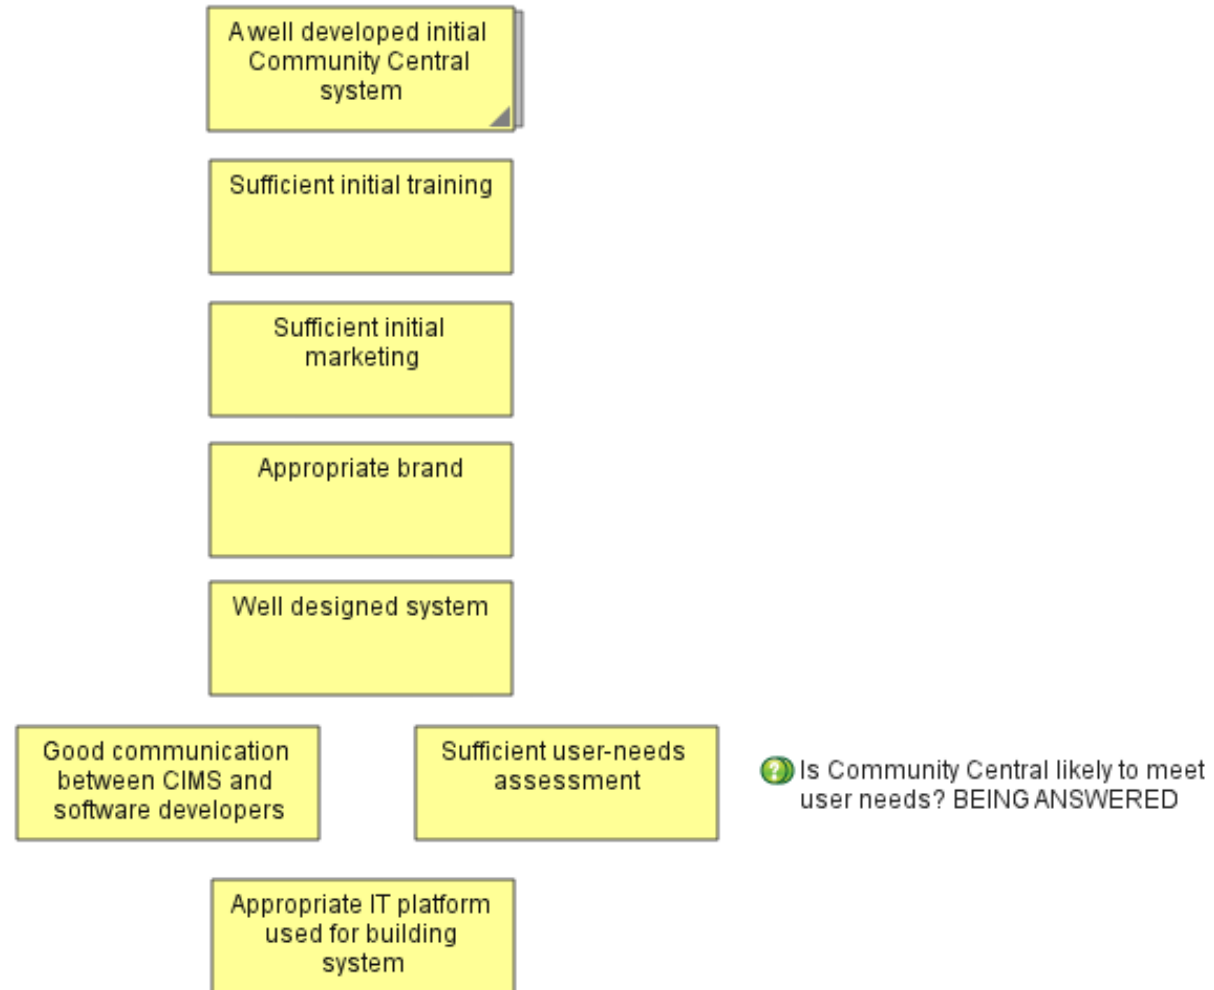 A well developed initial
Community Central
system
Sufficient initial training
Sufficient initial
marketing
Appropriate brand
Well designed system
Good communication
between CIMS and
software developers
Sufficient user-needs
assessment
Is Community Central likely to meet
user needs? BEING ANSWERED
Appropriate IT platform
used for building
system